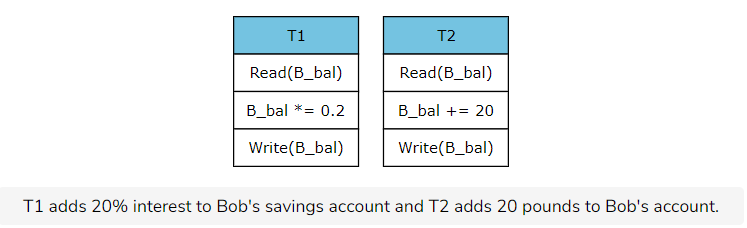 T1 T2
Read(B_bal) Read(B_bal)
B_bal *= 0.2 B_bal += 20
Write(B_bal) Write(B_bal)
T1 adds 20% interest to Bob's savings account and T2 adds 20 pounds to Bob's account.